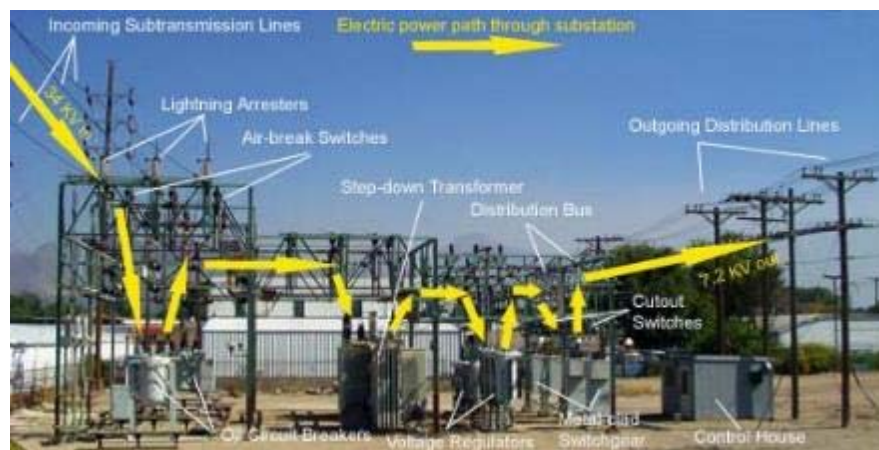 Incoming Subtransmission Lines
Electric power path through substation
34 KV in
Lightning Arresters
Air-break Switches
Outgoing Distribution Lines
Step-down Transformer
Distribution Bus
7.2 KV out
Cutout
Switches
Oil Circuit Breakers
Voltage Regulators
Metal-clad
Switchgear
Control House